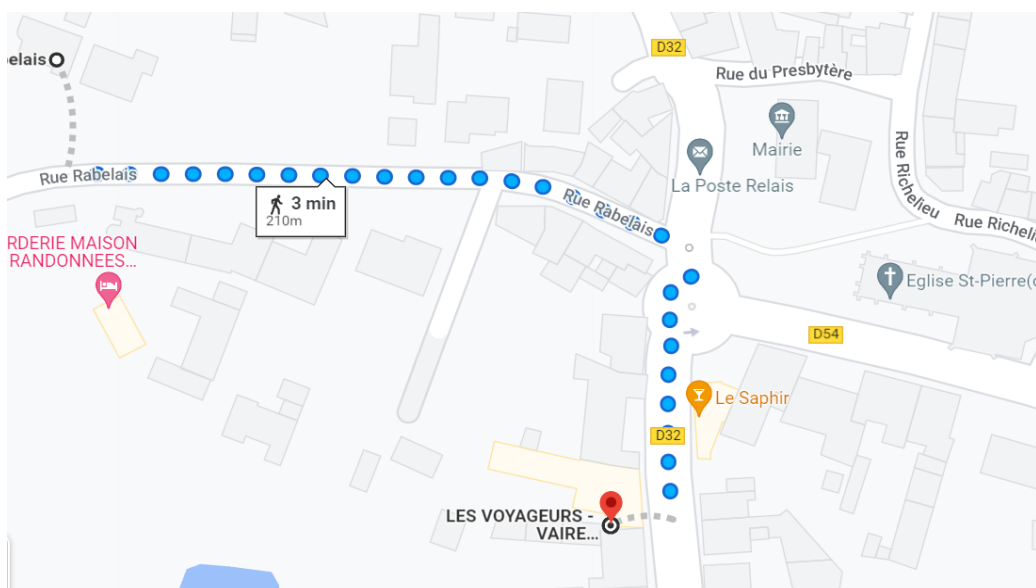 D32
elais
Rue du Presbytère
Mairie
Rue Richelieu
La Poste Relais
Rue Rabelais
3 min
210m
Rue Rabelais
Rue Richeli
RDERIE MAISON
RANDONNEES...
Eglise St-Pierre(c
D54
Le Saphir
D32
LES VOYAGEURS -
VAIRE...